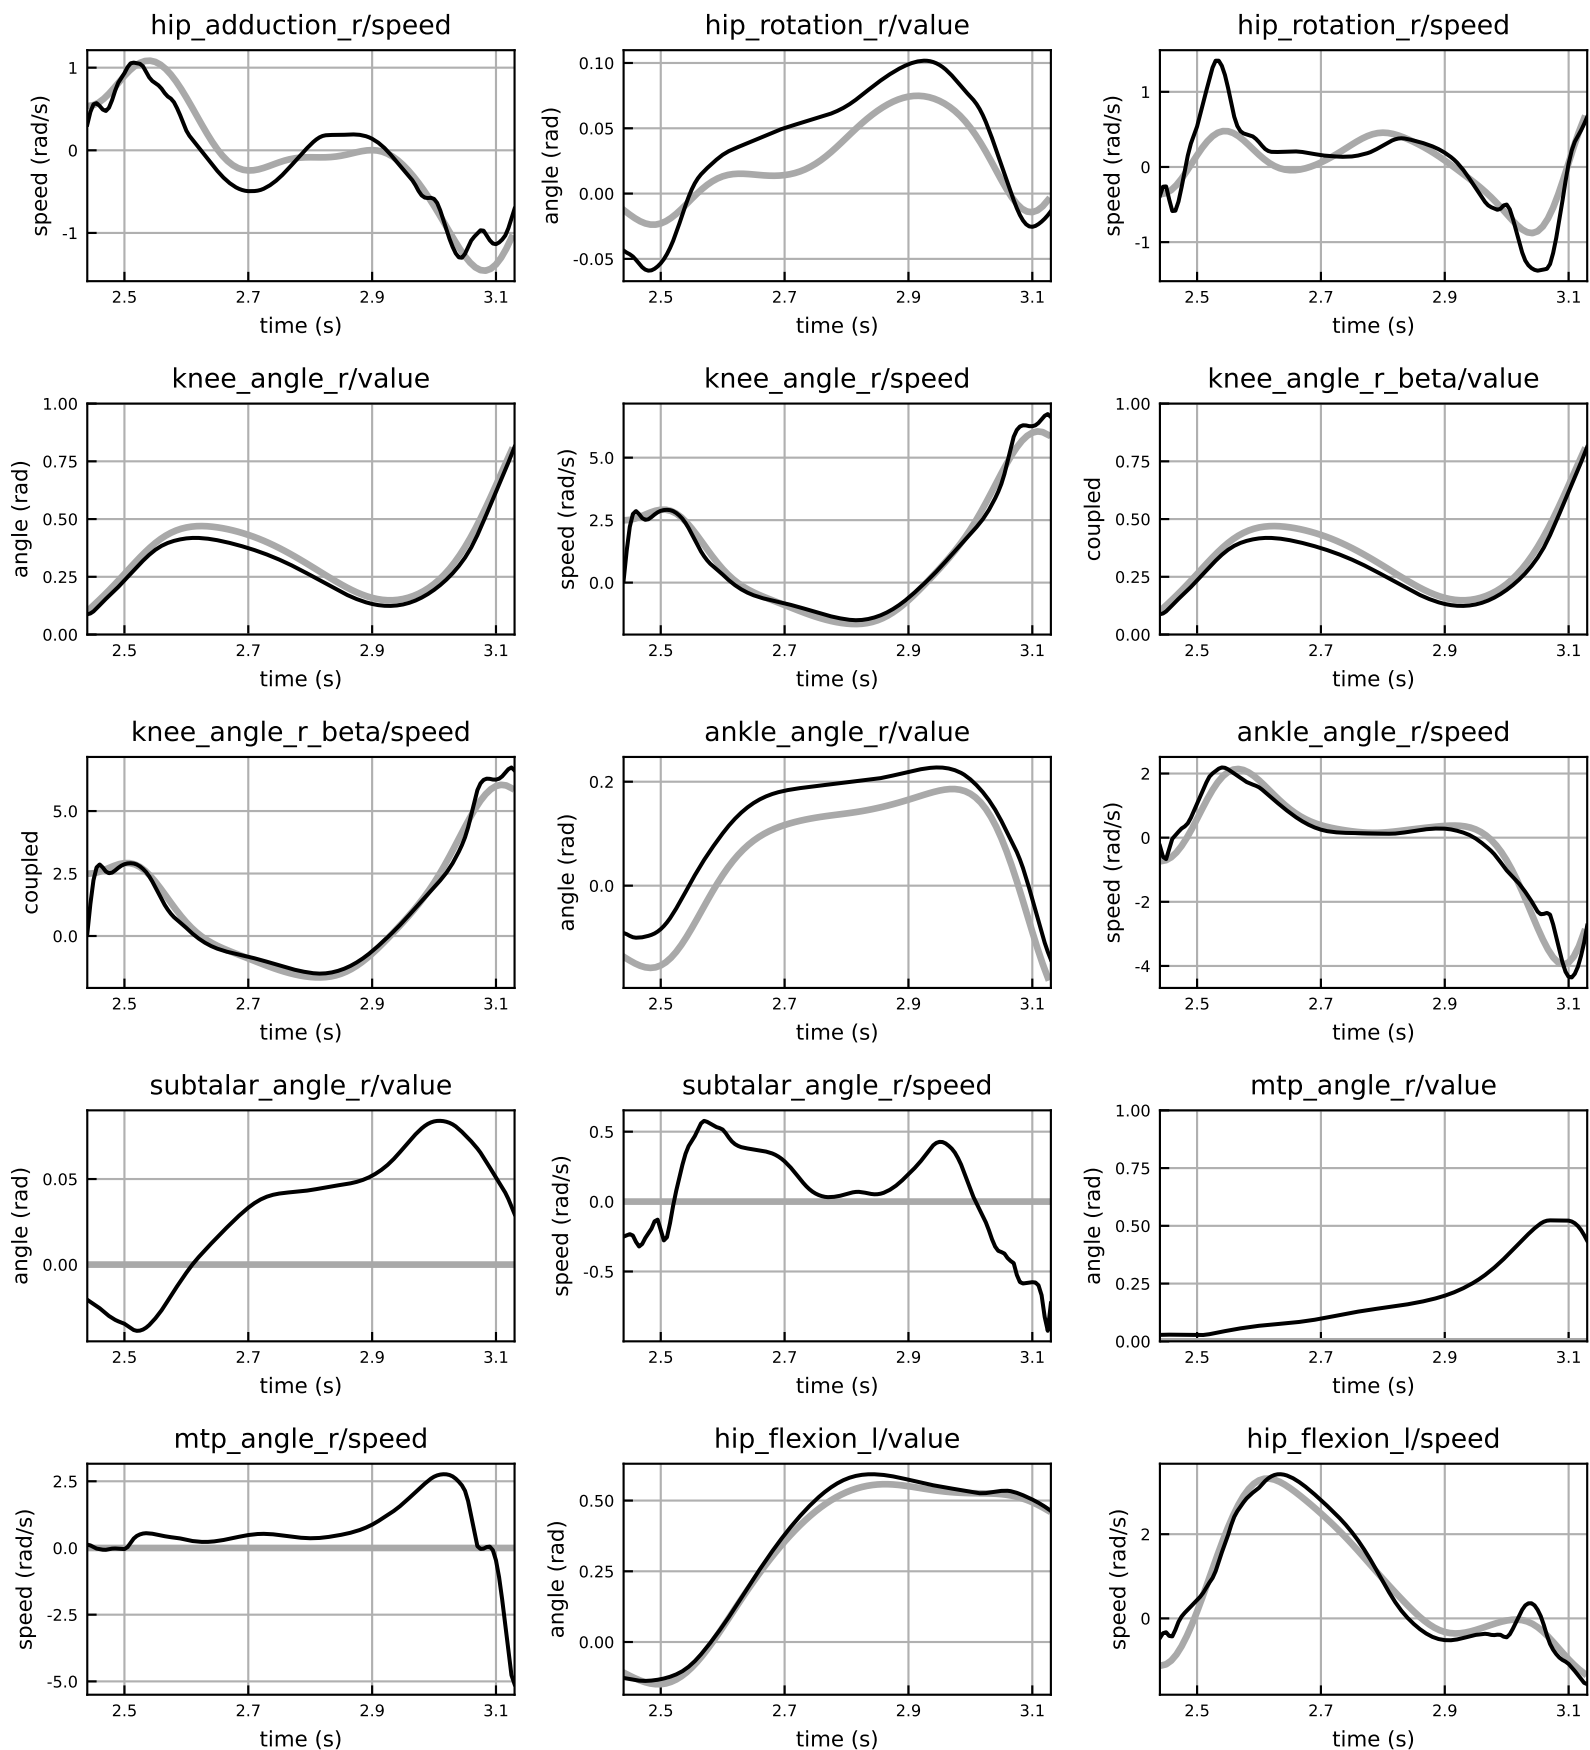 hip_adduction_r/speed
hip_rotation_r/value
hip_rotation_r/speed
speed (rad/s)
1
0
-1
2.5 2.7 2.9 3.1
time (s)
angle (rad)
0.10
0.05
0.00
-0.05
2.5 2.7 2.9 3.1
time (s)
speed (rad/s)
1
0
-1
2.5 2.7 2.9 3.1
time (s)
knee_angle_r/value
knee_angle_r/speed
knee_angle_r_beta/value
angle (rad)
1.00
0.75
0.50
0.25
0.00
2.5 2.7 2.9 3.1
time (s)
speed (rad/s)
5.0
2.5
0.0
2.5 2.7 2.9 3.1
time (s)
coupled
1.00
0.75
0.50
0.25
0.00
2.5 2.7 2.9 3.1
time (s)
knee_angle_r_beta/speed
ankle_angle_r/value
ankle_angle_r/speed
coupled
5.0
2.5
0.0
2.5 2.7 2.9 3.1
time (s)
angle (rad)
0.2
0.0
2.5 2.7 2.9 3.1
time (s)
speed (rad/s)
2
0
-2
-4
2.5 2.7 2.9 3.1
time (s)
subtalar_angle_r/value
subtalar_angle_r/speed
mtp_angle_r/value
angle (rad)
0.05
0.00
2.5 2.7 2.9 3.1
time (s)
speed (rad/s)
0.5
0.0
-0.5
2.5 2.7 2.9 3.1
time (s)
angle (rad)
1.00
0.75
0.50
0.25
0.00
2.5 2.7 2.9 3.1
time (s)
mtp_angle_r/speed
hip_flexion_l/value
hip_flexion_l/speed
speed (rad/s)
2.5
0.0
-2.5
-5.0
2.5 2.7 2.9 3.1
time (s)
angle (rad)
0.50
0.25
0.00
2.5 2.7 2.9 3.1
time (s)
speed (rad/s)
2
0
2.5 2.7 2.9 3.1
time (s)